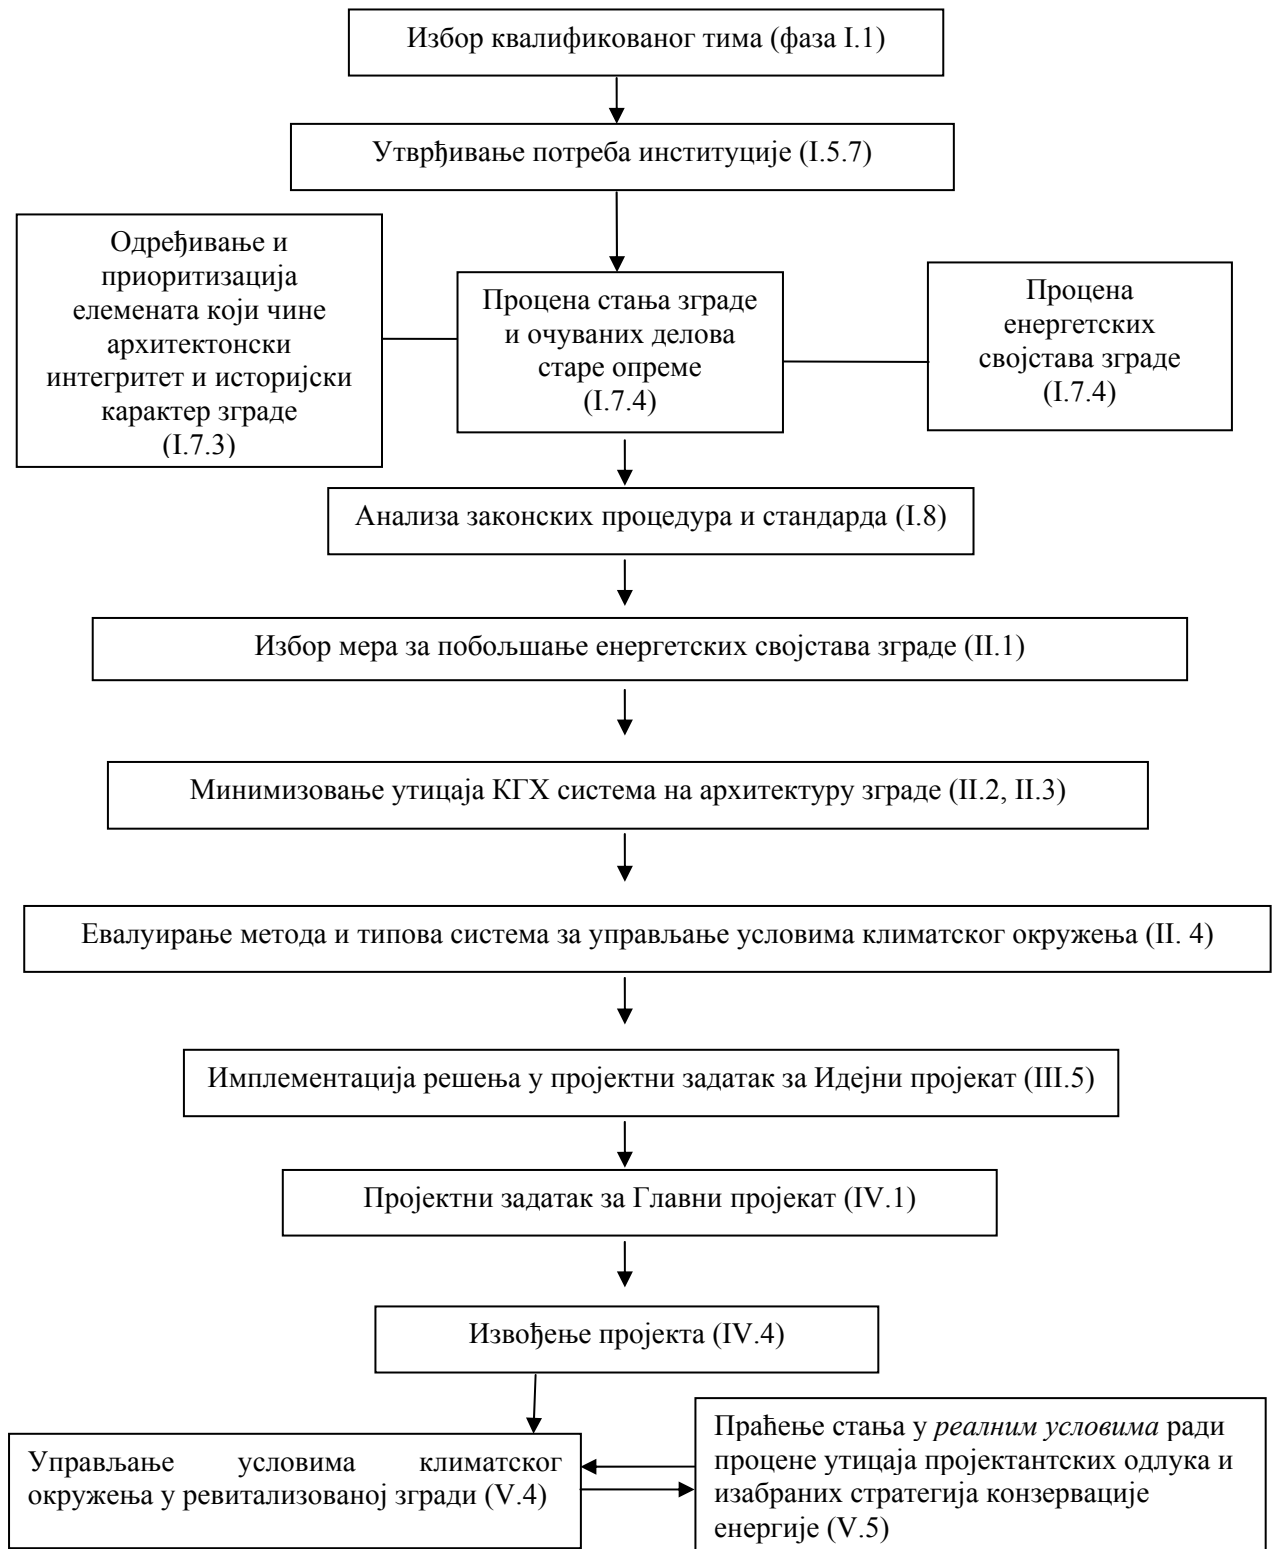 Избор квалификованог тима (фаза I.1)
Утврђивање потреба институције (I.5.7)
Одређивање и
приоритизација
елемената који чине
архитектонски
интегритет и историјски
карактер зграде
(I.7.3)
Процена стања зграде
и очуваних делова
старе опреме
(I.7.4)
Процена
енергетских
својстава зграде
(I.7.4)
Анализа законских процедура и стандарда (I.8)
Избор мера за побољшање енергетских својстава зграде (II.1)
Минимизовање утицаја КГХ система на архитектуру зграде (II.2, II.3)
Евалуирање метода и типова система за управљање условима климатског окружења (II. 4)
Имплементација решења у пројектни задатак за Идејни пројекат (III.5)
Пројектни задатак за Главни пројекат (IV.1)
Извођење пројекта (IV.4)
Управљање условима климатског
окружења у ревитализованој згради (V.4)
Праћење стања у реалним условима ради
процене утицаја пројектантских одлука и
изабраних стратегија конзервације
енергије (V.5)